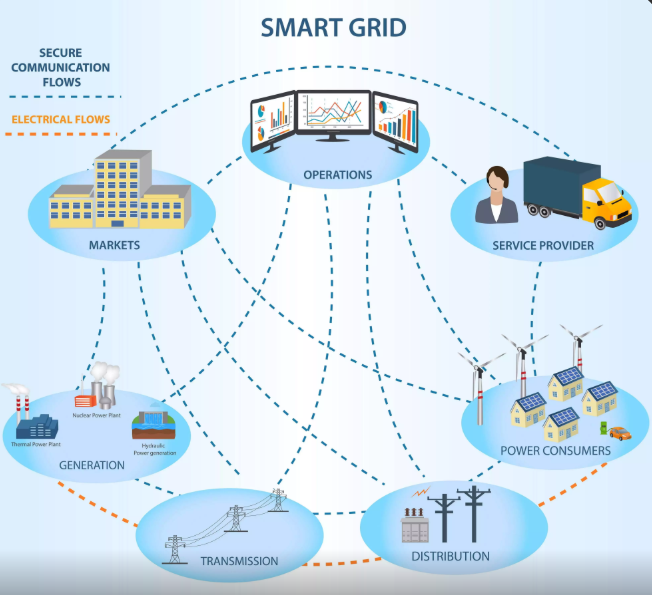 SMART GRID
SECURE
COMMUNICATION
FLOWS
ELECTRICAL FLOWS
OPERATIONS
MARKETS
SERVICE PROVIDER
Nuclear Power Plant
Thermal Power Plant
Hydraulic
Power generation
GENERATION
POWER CONSUMERS
TRANSMISSION
DISTRIBUTION